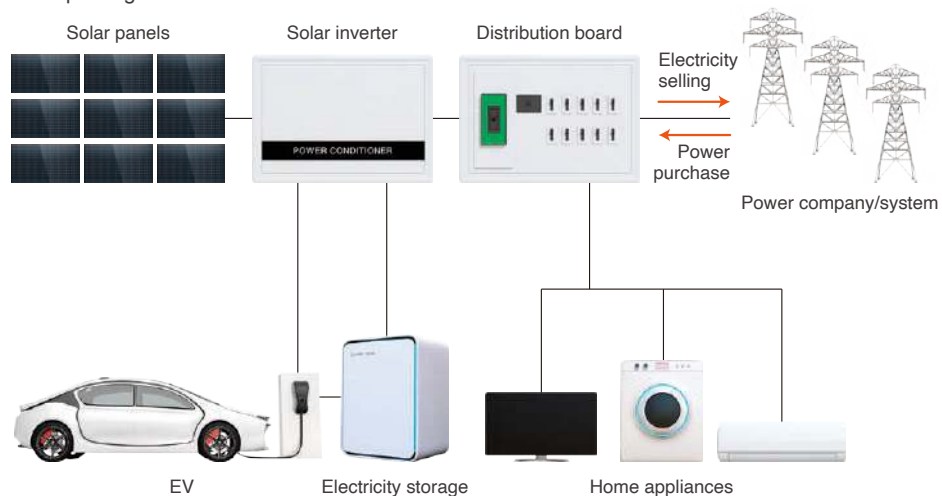 Solar panels
Solar inverter
Distribution board
Electricity
selling
POWER CONDITIONER
Power
purchase
Power company/system
EV
Electricity storage
Home appliances